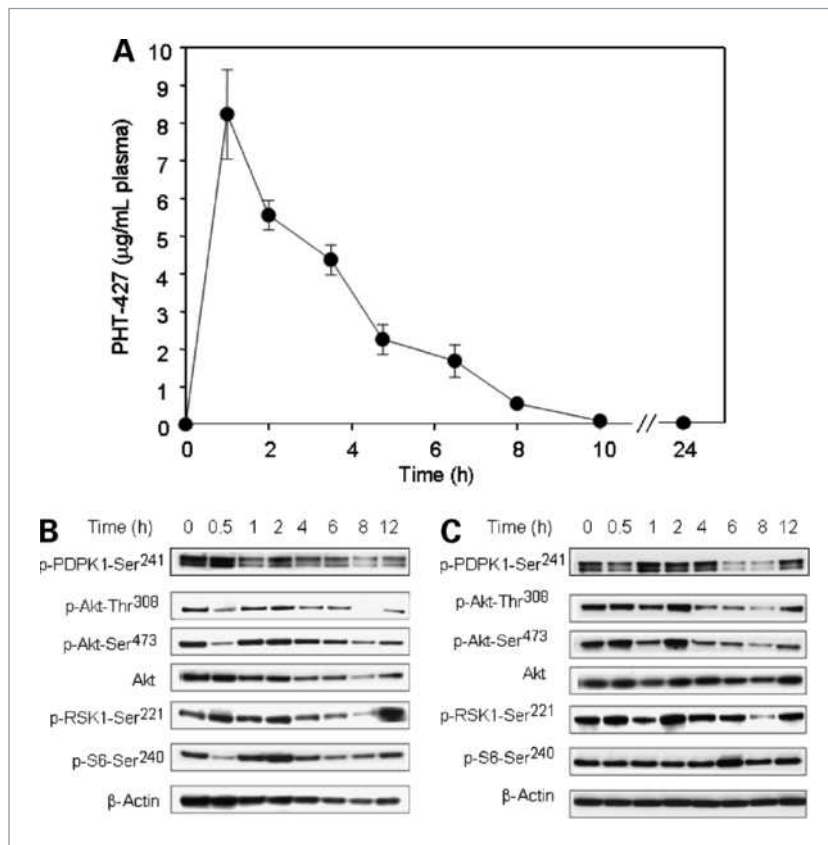 A
10
9
8
7
6
5
4
3
2
1
0
PHT-427 (µg/mL plasma)
0 2 4 6 8 10 // 24
Time (h)
B Time (h) 0 0.5 1 2 4 6 8 12
p-PDPK1-Ser241
p-Akt-Thr308
p-Akt-Ser473
Akt
p-RSK1-Ser221
p-S6-Ser240
β-Actin
C Time (h) 0 0.5 1 2 4 6 8 12
p-PDPK1-Ser241
p-Akt-Thr308
p-Akt-Ser473
Akt
p-RSK1-Ser221
p-S6-Ser240
β-Actin